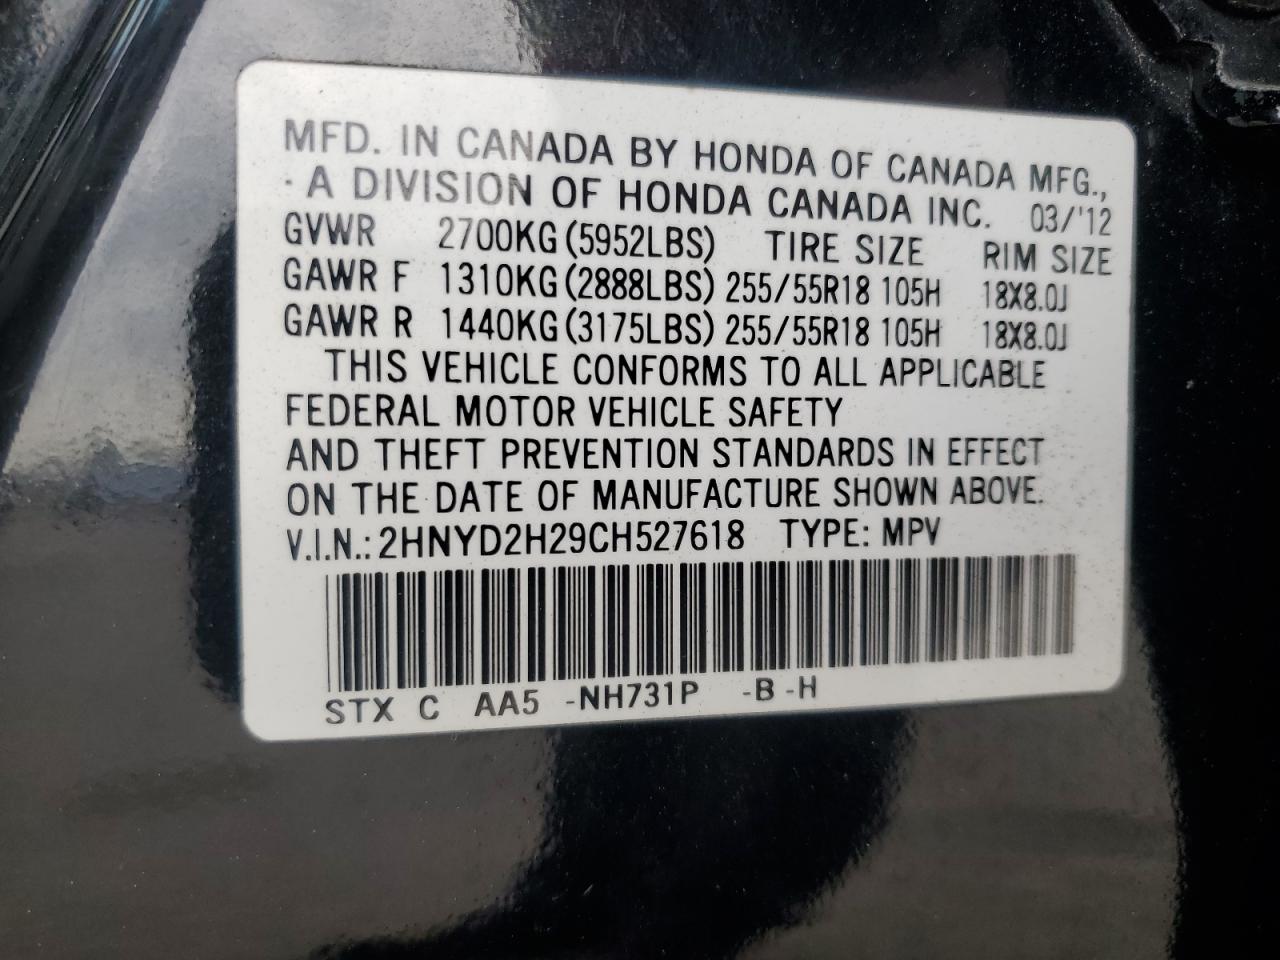 MFD. IN CANADA BY HONDA OF CANADA MFG.,
· A DIVISION OF HONDA CANADA INC. 03/'12
GVWR 2700KG (5952LBS) TIRE SIZE RIM SIZE
GAWR F 1310KG (2888LBS) 255/55R18 105H 18X8.0J
GAWR R 1440KG (3175LBS) 255/55R18 105H 18X8.0J
THIS VEHICLE CONFORMS TO ALL APPLICABLE
FEDERAL MOTOR VEHICLE SAFETY
AND THEFT PREVENTION STANDARDS IN EFFECT
ON THE DATE OF MANUFACTURE SHOWN ABOVE.
V.I.N.: 2HNYD2H29CH527618 TYPE: MPV
STX C AA5 -NH731P -B -H